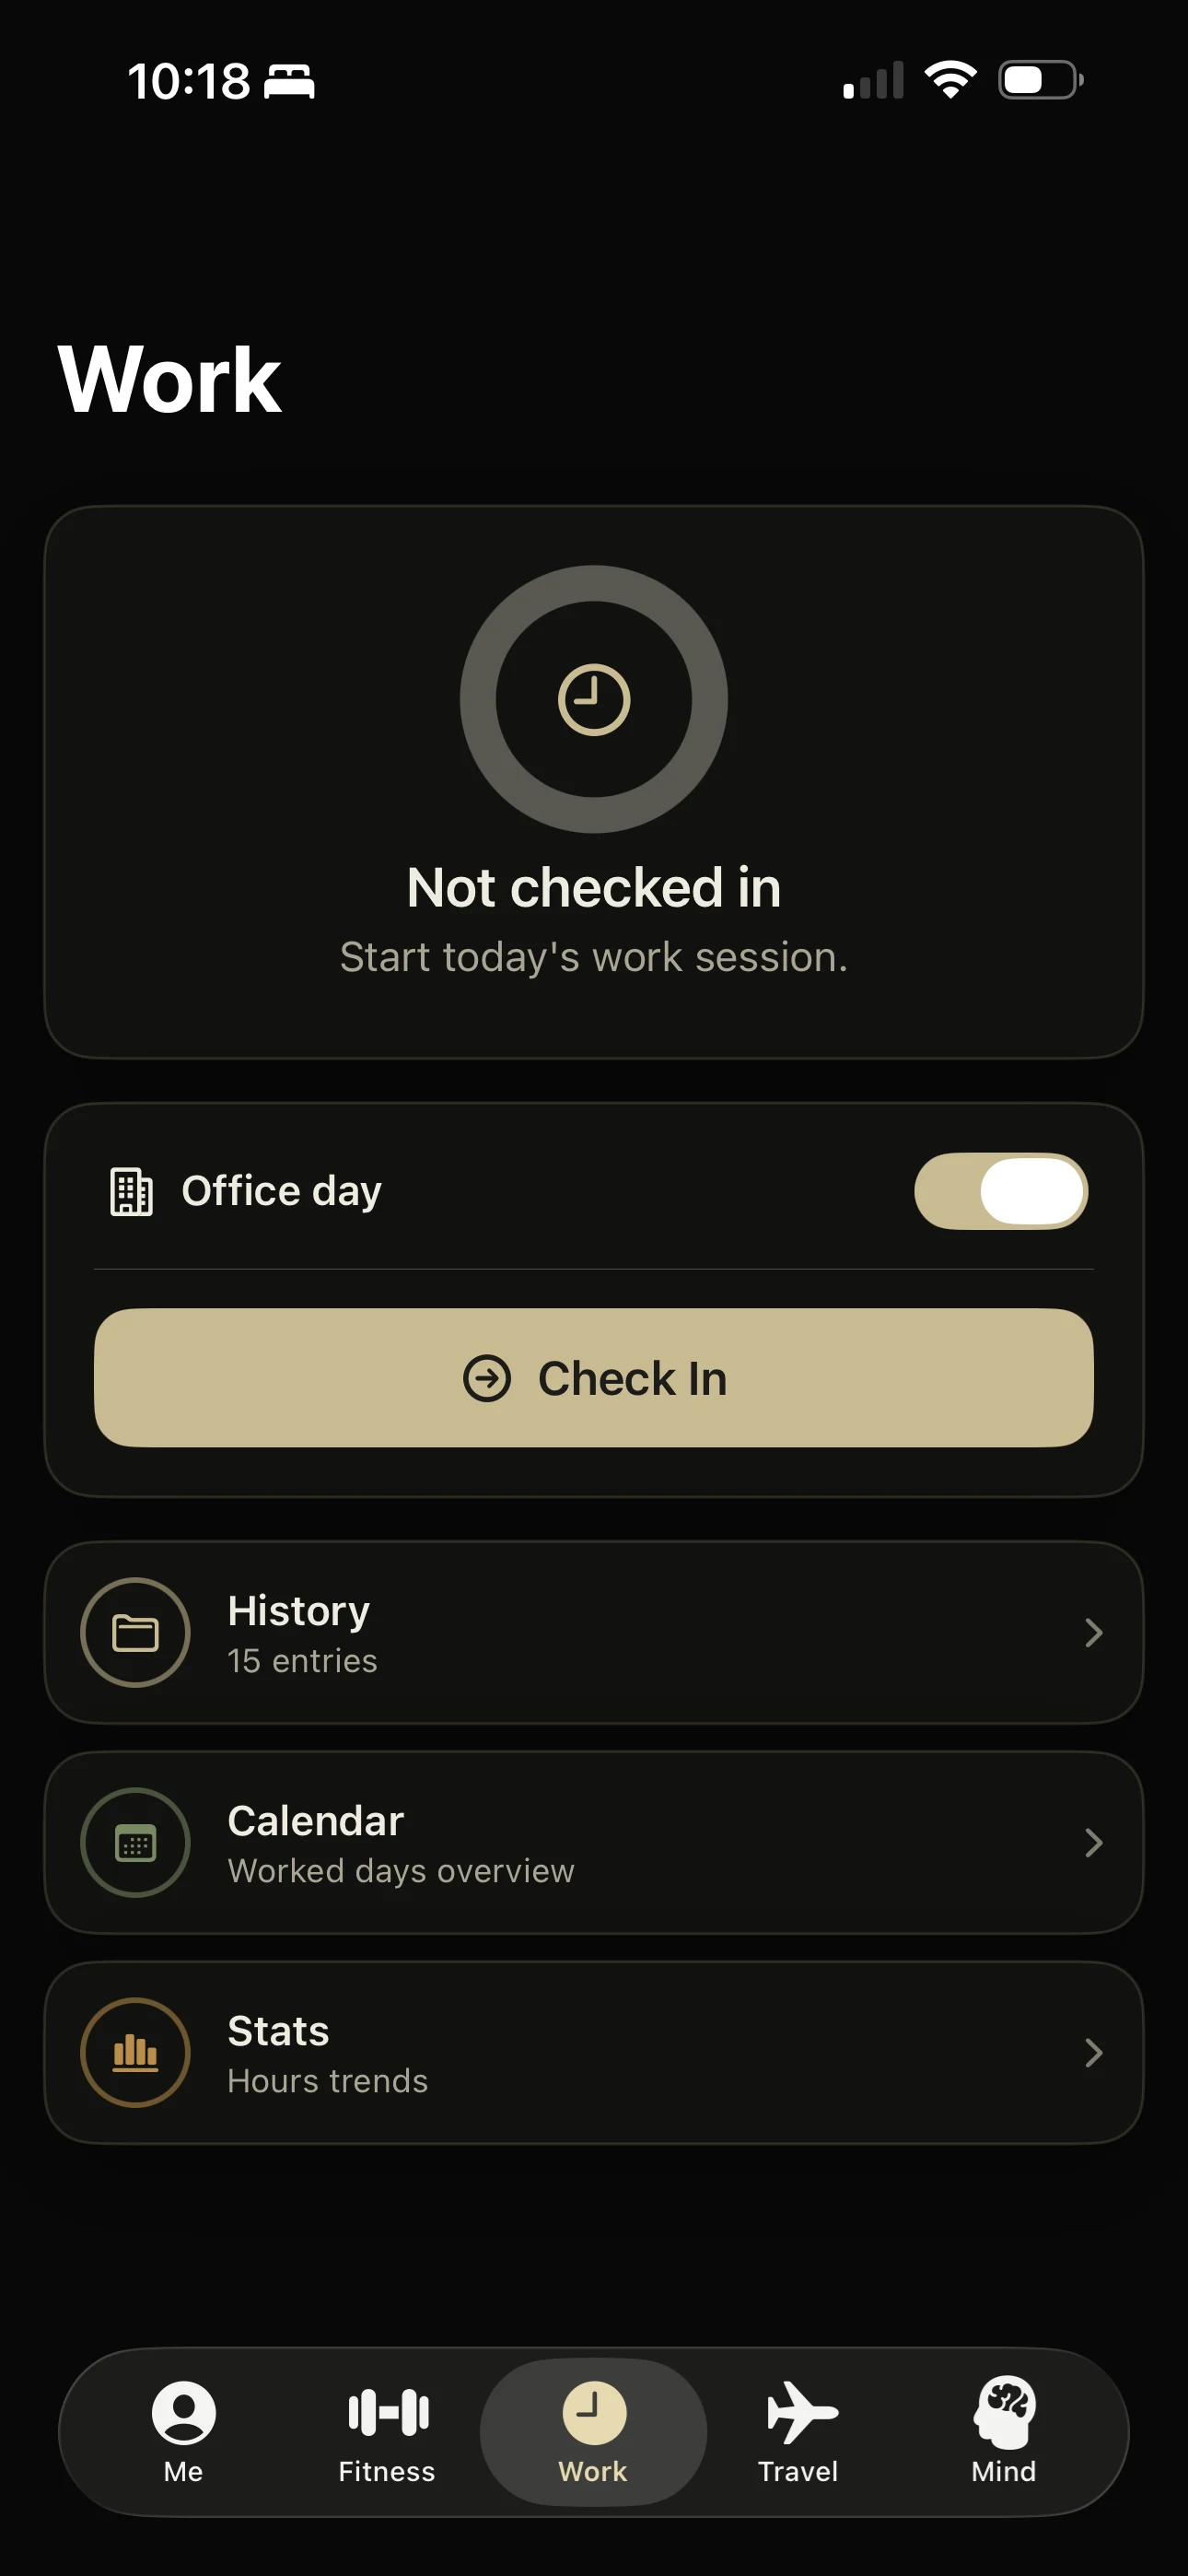 10:18
Work
Not checked in
Start today's work session.
Office day
Check In
History
15 entries
Calendar
Worked days overview
Stats
Hours trends
Me
Fitness
Work
Travel
Mind